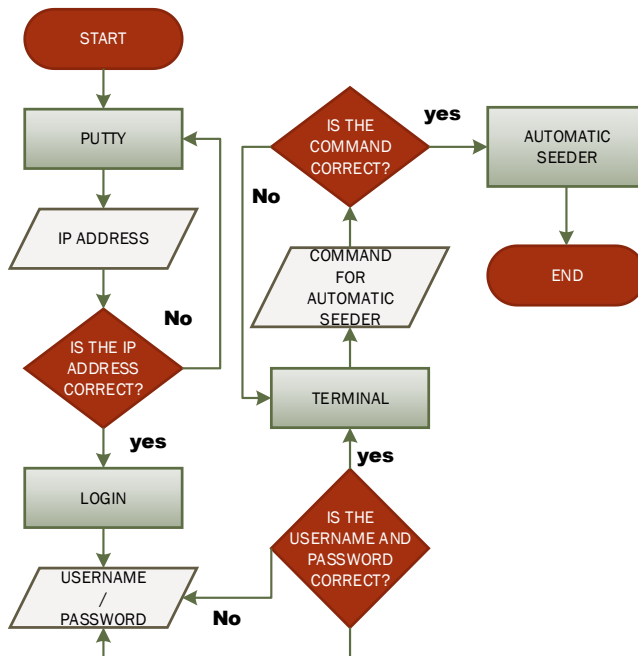 START
PUTTY
IP ADDRESS
No
IS THE IP
ADDRESS
CORRECT?
yes
LOGIN
USERNAME
/
PASSWORD
No
IS THE
USERNAME AND
PASSWORD
CORRECT?
yes
TERMINAL
COMMAND
FOR
AUTOMATIC
SEEDER
No
IS THE
COMMAND
CORRECT?
yes
AUTOMATIC
SEEDER
END